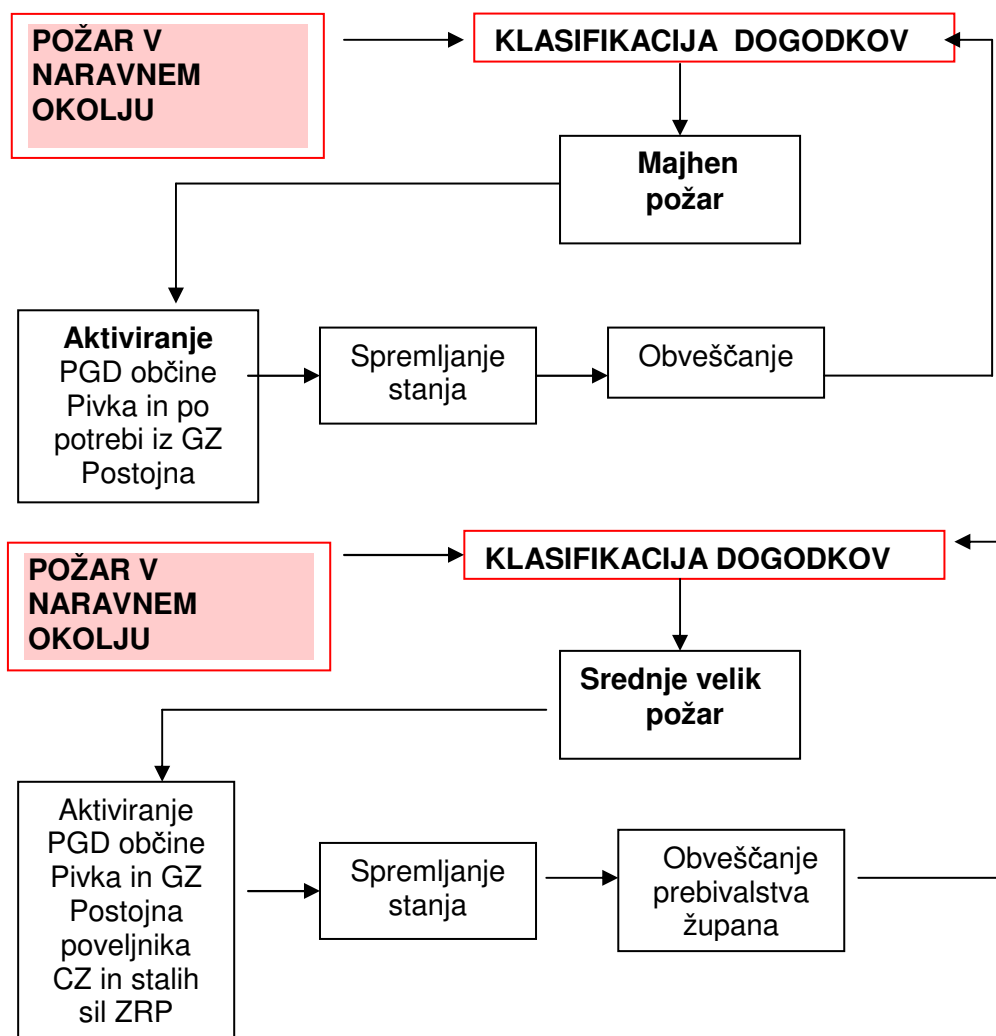 POŽAR V
NARAVNEM
OKOLJU
KLASIFIKACIJA DOGODKOV
Majhen
požar
Aktiviranje
PGD občine
Pivka in po
potrebi iz GZ
Postojna
Spremljanje
stanja
Obveščanje
POŽAR V
NARAVNEM
OKOLJU
KLASIFIKACIJA DOGODKOV
Srednje velik
požar
Aktiviranje
PGD občine
Pivka in GZ
Postojna
poveljnika
CZ in stalih
sil ZRP
Spremljanje
stanja
Obveščanje
prebivalstva
župana